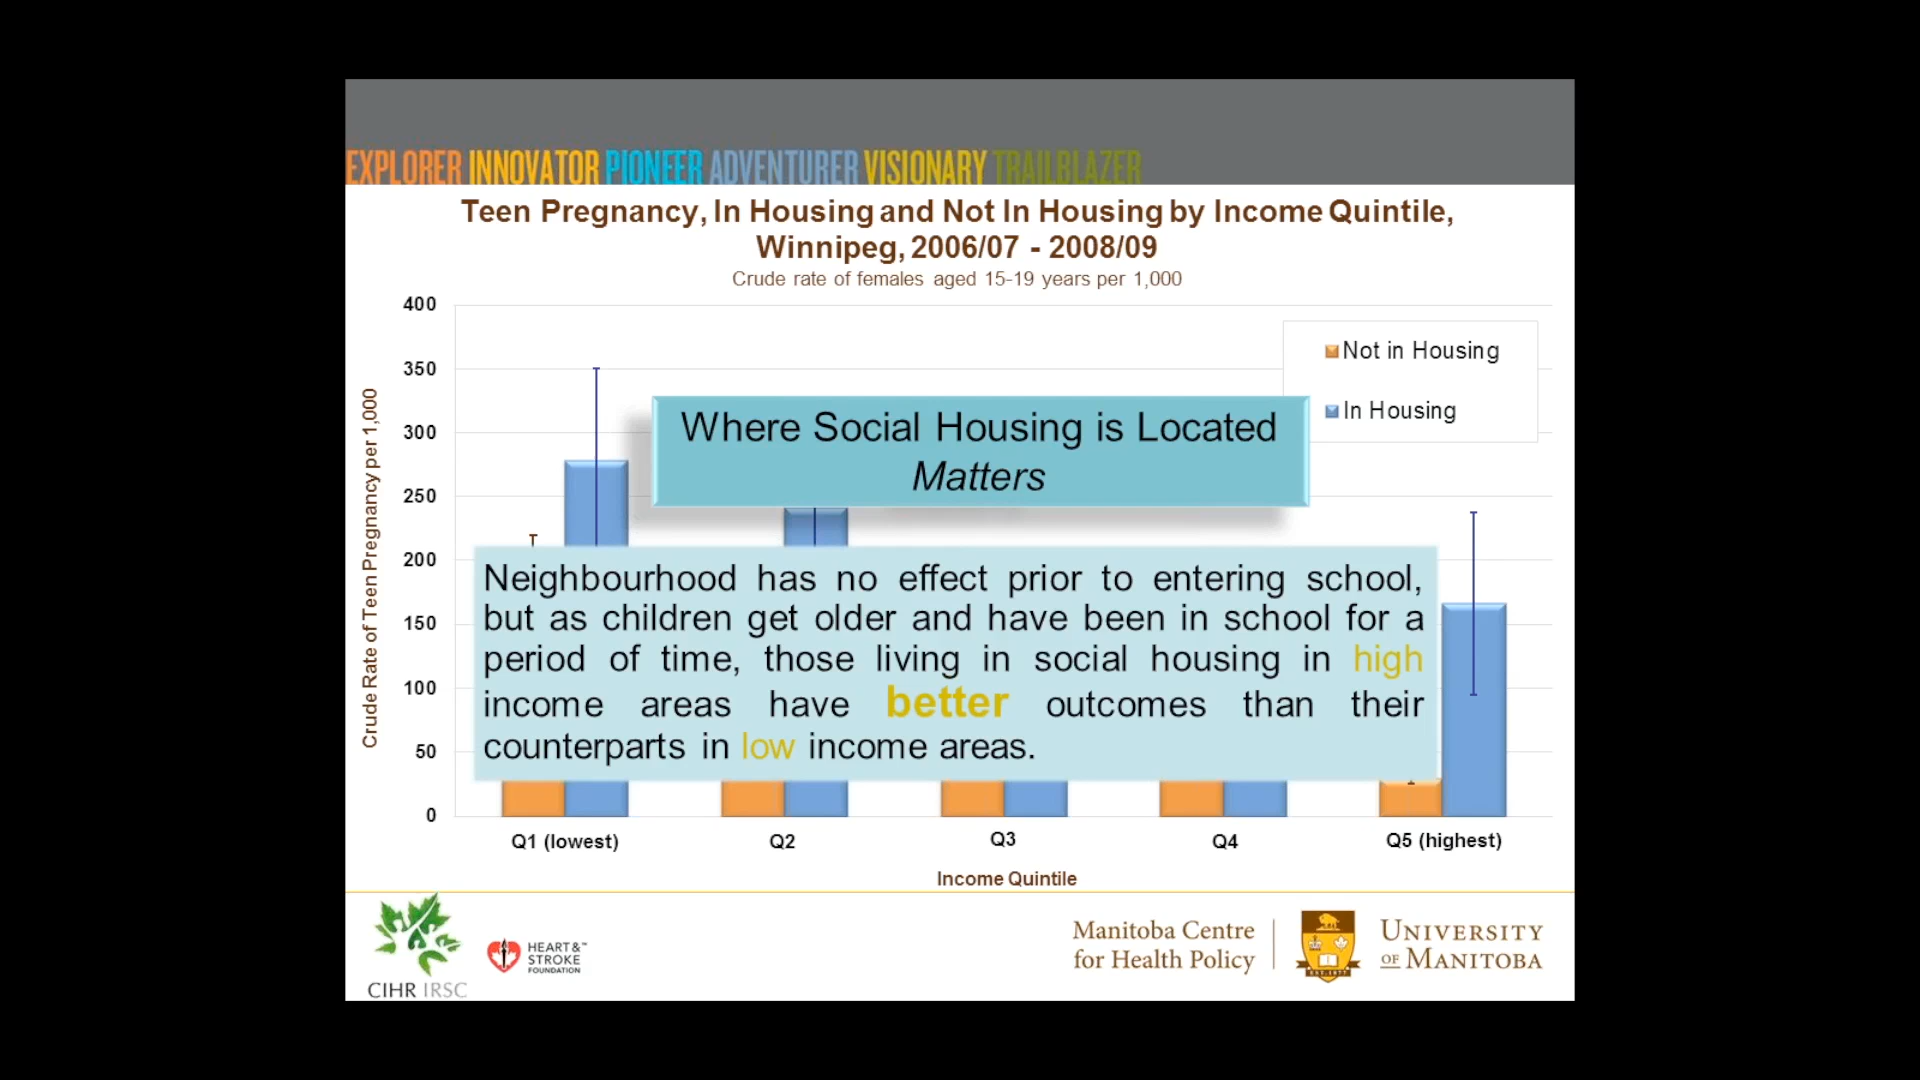 EXPLORER INNOVATOR PIONEER ADVENTURER VISIONARY TRAILBLAZER
Teen Pregnancy, In Housing and Not In Housing by Income Quintile,
Winnipeg, 2006/07 - 2008/09
Crude rate of females aged 15-19 years per 1,000
Crude Rate of Teen Pregnancy per 1,000
400
350
300
250
200
150
100
50
0
Not in Housing
In Housing
Where Social Housing is Located
Matters
Neighbourhood has no effect prior to entering school,
but as children get older and have been in school for a
period of time, those living in social housing in high
income areas have better outcomes than their
counterparts in low income areas.
Q1 (lowest) Q2 Q3 Q4 Q5 (highest)
Income Quintile
CIHR IRSC
HEART &™
STROKE
FOUNDATION
Manitoba Centre
for Health Policy
EST. 1877
UNIVERSITY
OF MANITOBA